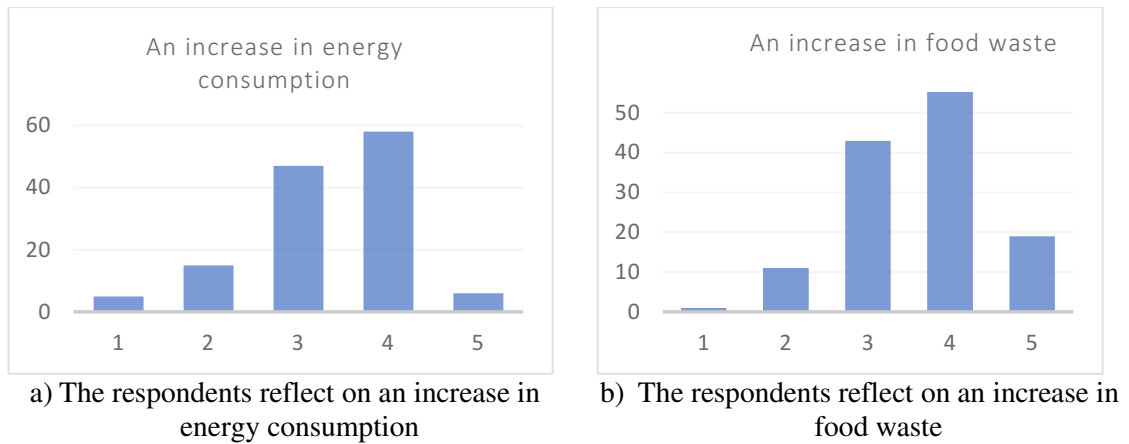 An increase in energy
consumption
60
40
20
0
1 2 3 4 5
a) The respondents reflect on an increase in
energy consumption
An increase in food waste
50
40
30
20
10
0
1 2 3 4 5
b) The respondents reflect on an increase in
food waste